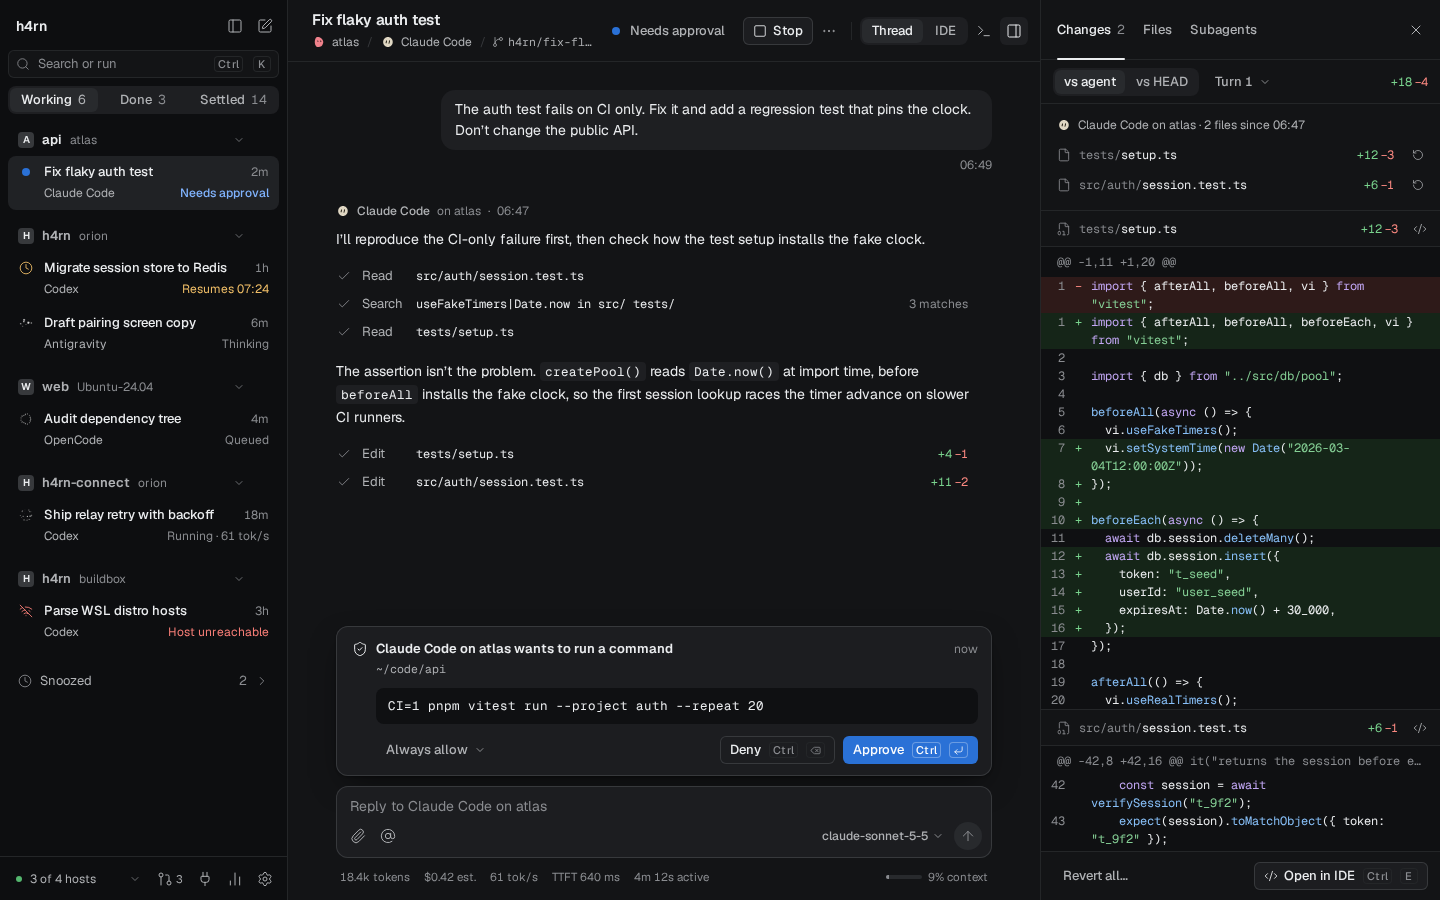 h4rn
Search or run Ctrl K
Working 6 Done 3 Settled 14
A api atlas
Fix flaky auth test 2m
Claude Code Needs approval
H h4rn orion
Migrate session store to Redis 1h
Codex Resumes 07:24
Draft pairing screen copy 6m
Antigravity Thinking
W web Ubuntu-24.04
Audit dependency tree 4m
OpenCode Queued
H h4rn-connect orion
Ship relay retry with backoff 18m
Codex Running · 61 tok/s
H h4rn buildbox
Parse WSL distro hosts 3h
Codex Host unreachable
Snoozed 2
3 of 4 hosts 3
Fix flaky auth test
atlas / Claude Code / h4rn/fix-fl…
Needs approval Stop ··· Thread IDE
The auth test fails on CI only. Fix it and add a regression test that pins the clock.
Don't change the public API.
06:49
Claude Code on atlas · 06:47
I'll reproduce the CI-only failure first, then check how the test setup installs the fake clock.
Read src/auth/session.test.ts
Search useFakeTimers|Date.now in src/ tests/ 3 matches
Read tests/setup.ts
The assertion isn't the problem. createPool() reads Date.now() at import time, before
beforeAll installs the fake clock, so the first session lookup races the timer advance on slower
CI runners.
Edit tests/setup.ts +4 −1
Edit src/auth/session.test.ts +11 −2
Claude Code on atlas wants to run a command now
~/code/api
CI=1 pnpm vitest run --project auth --repeat 20
Always allow Deny Ctrl Approve Ctrl
Reply to Claude Code on atlas
claude-sonnet-5-5
18.4k tokens $0.42 est. 61 tok/s TTFT 640 ms 4m 12s active 9% context
Changes 2 Files Subagents
vs agent vs HEAD Turn 1 +18 −4
Claude Code on atlas · 2 files since 06:47
tests/setup.ts +12 −3
src/auth/session.test.ts +6 −1
tests/setup.ts +12 −3
@@ -1,11 +1,20 @@
1 − import { afterAll, beforeAll, vi } from
"vitest";
1 + import { afterAll, beforeAll, beforeEach, vi }
from "vitest";
2
3 import { db } from "../src/db/pool";
4
5 beforeAll(async () => {
6 vi.useFakeTimers();
7 + vi.setSystemTime(new Date("2026-03-
04T12:00:00Z"));
8 + });
9 +
10 + beforeEach(async () => {
11 await db.session.deleteMany();
12 + await db.session.insert({
13 + token: "t_seed",
14 + userId: "user_seed",
15 + expiresAt: Date.now() + 30_000,
16 + });
17 });
18
19 afterAll(() => {
20 vi.useRealTimers();
src/auth/session.test.ts +6 −1
@@ -42,8 +42,16 @@ it("returns the session before e…
42 const session = await
verifySession("t_9f2");
43 expect(session).toMatchObject({ token:
"t_9f2" });
Revert all… Open in IDE Ctrl E